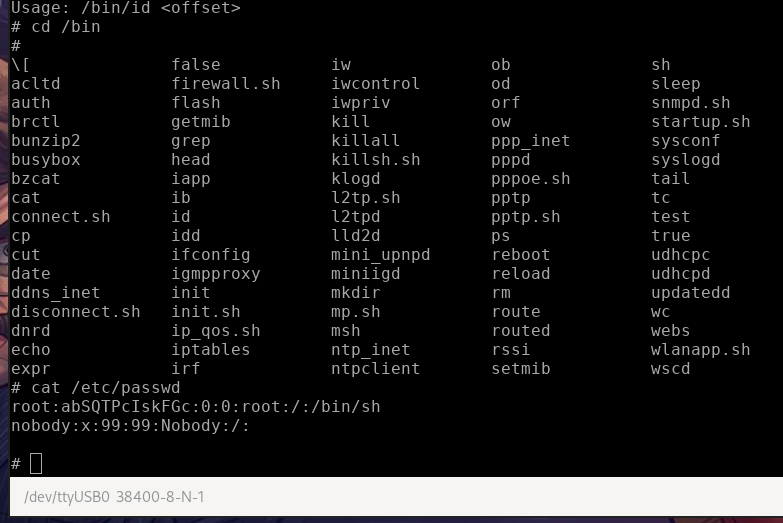 Usage: /bin/id <offset>
# cd /bin
#
\[ false iw ob sh
acltd firewall.sh iwcontrol od sleep
auth flash iwpriv orf snmpd.sh
brctl getmib kill ow startup.sh
bunzip2 grep killall ppp_inet sysconf
busybox head killsh.sh pppd syslogd
bzcat iapp klogd pppoe.sh tail
cat ib l2tp.sh pptp tc
connect.sh id l2tpd pptp.sh test
cp idd lld2d ps true
cut ifconfig mini_upnpd reboot udhcpc
date igmpproxy miniigd reload udhcpd
ddns_inet init mkdir rm updatedd
disconnect.sh init.sh mp.sh route wc
dnrd ip_qos.sh msh routed webs
echo iptables ntp_inet rssi wlanapp.sh
expr irf ntpclient setmib wscd
# cat /etc/passwd
root:abSQTPcIskFGc:0:0:root:/:/bin/sh
nobody:x:99:99:Nobody:/:
#
/dev/ttyUSB0 38400-8-N-1